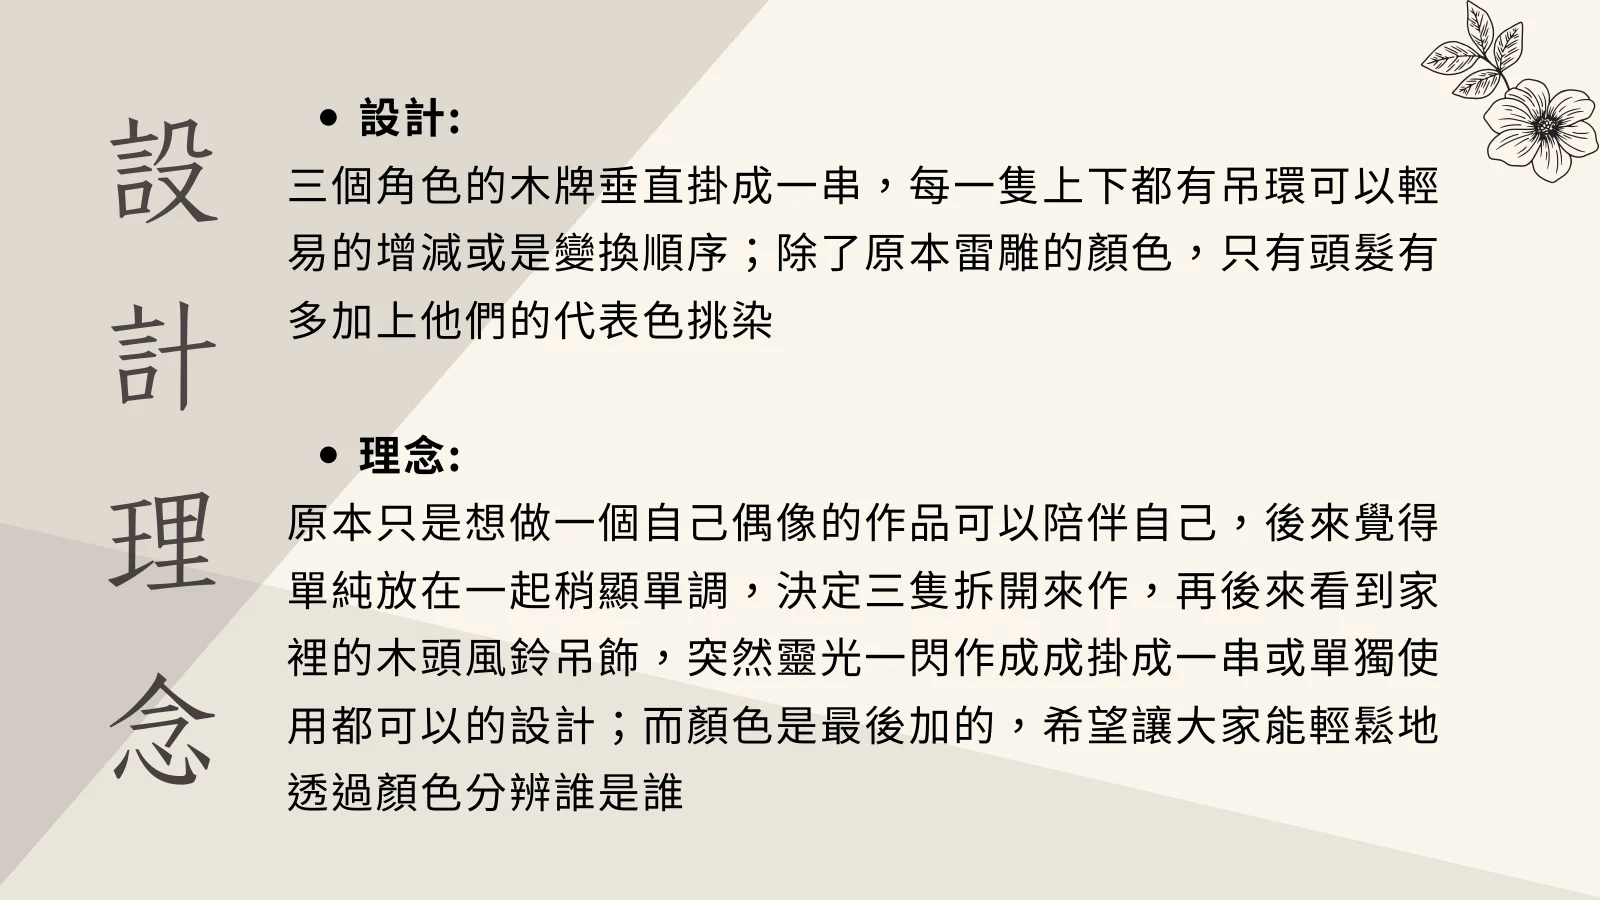 設計理念
設計:
三個角色的木牌垂直掛成一串，每一隻上下都有吊環可以輕
易的增減或是變換順序；除了原本雷雕的顏色，只有頭髮有
多加上他們的代表色挑染
理念:
原本只是想做一個自己偶像的作品可以陪伴自己，後來覺得
單純放在一起稍顯單調，決定三隻拆開來作，再後來看到家
裡的木頭風鈴吊飾，突然靈光一閃作成成掛成一串或單獨使
用都可以的設計；而顏色是最後加的，希望讓大家能輕鬆地
透過顏色分辨誰是誰